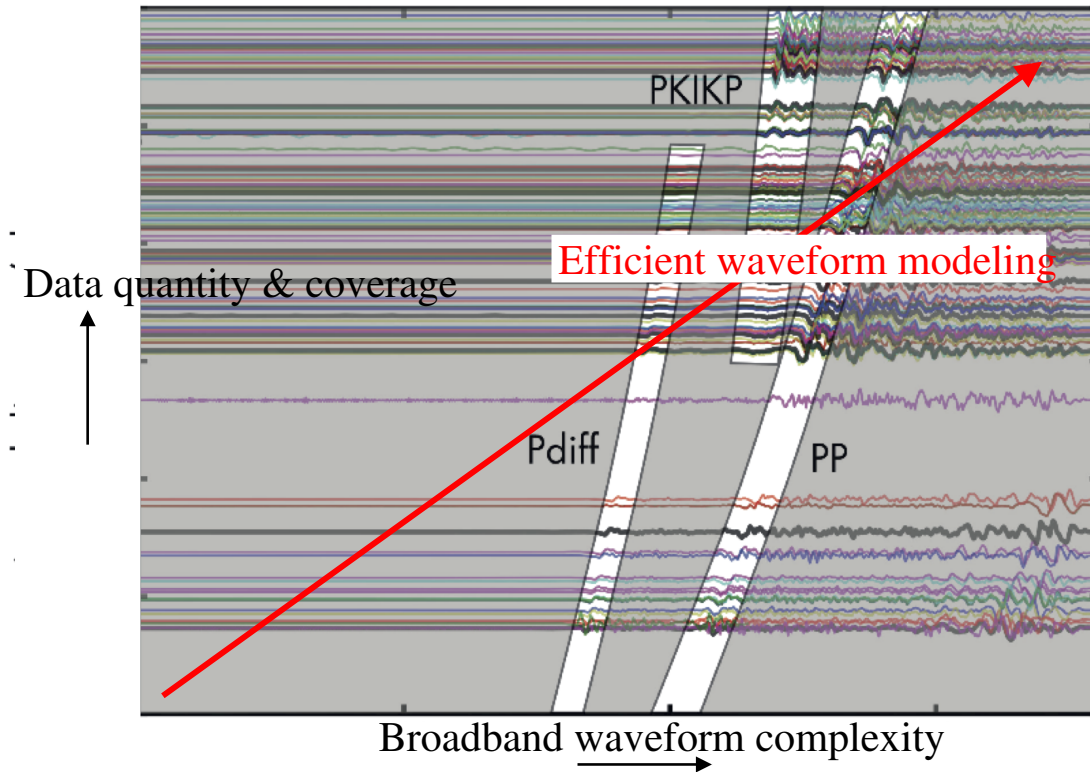 PKIKP
Efficient waveform modeling
Data quantity & coverage
Pdiff
PP
Broadband waveform complexity